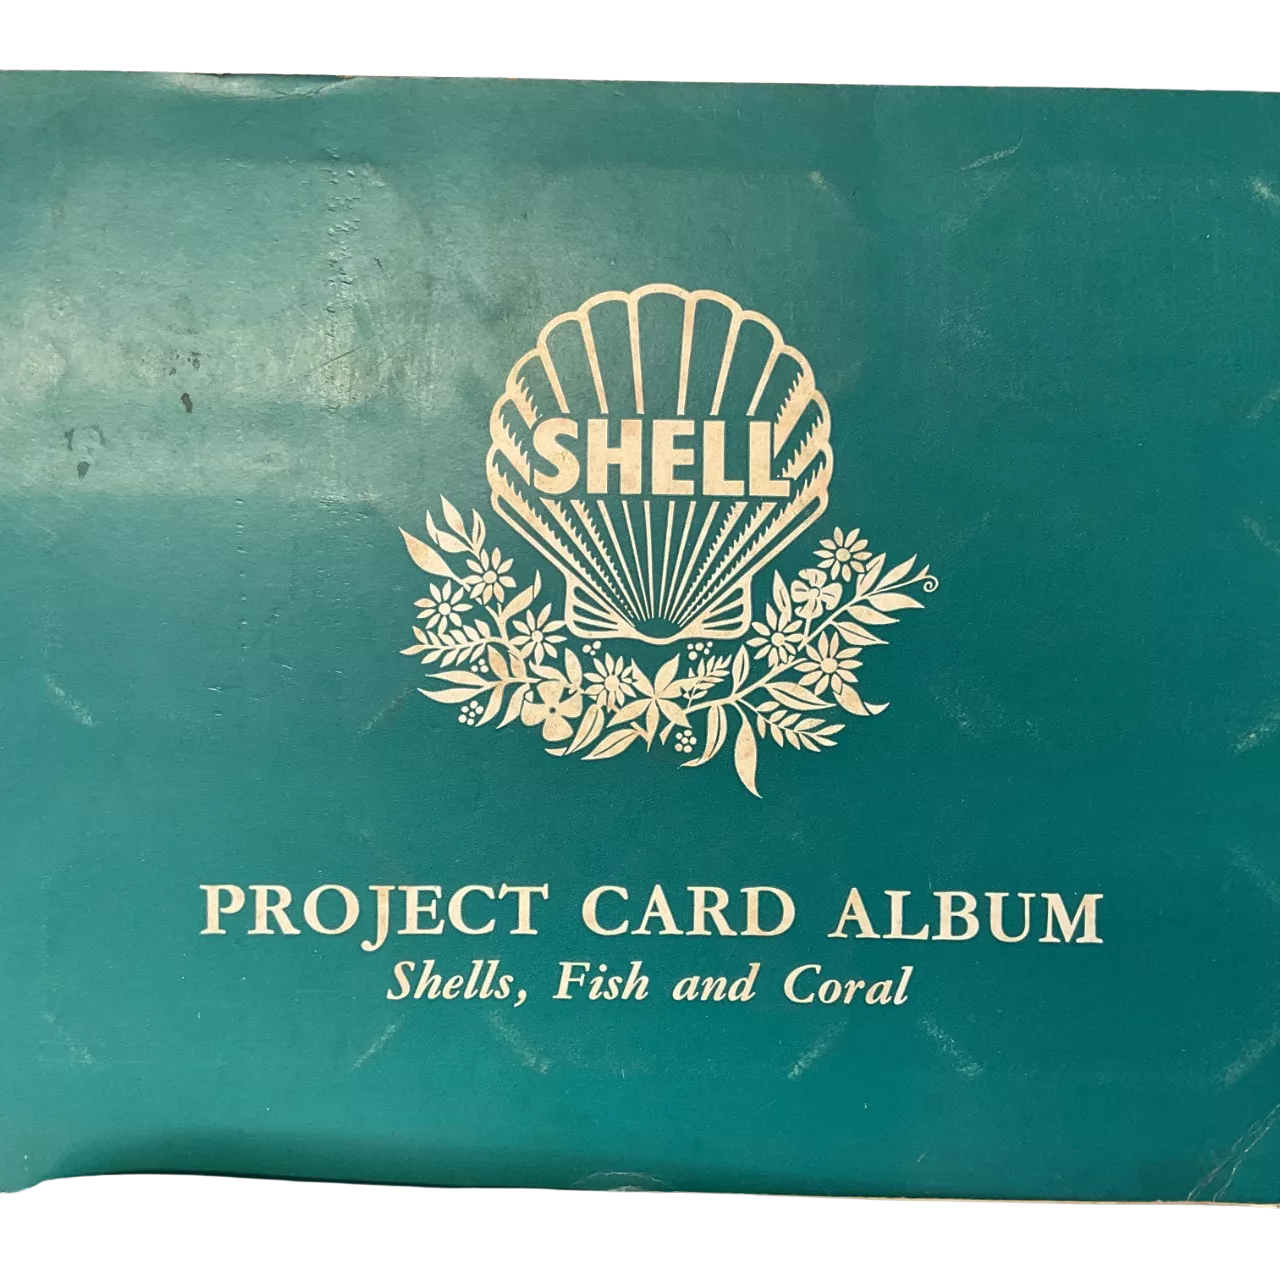 SHELL
PROJECT CARD ALBUM
Shells, Fish and Coral